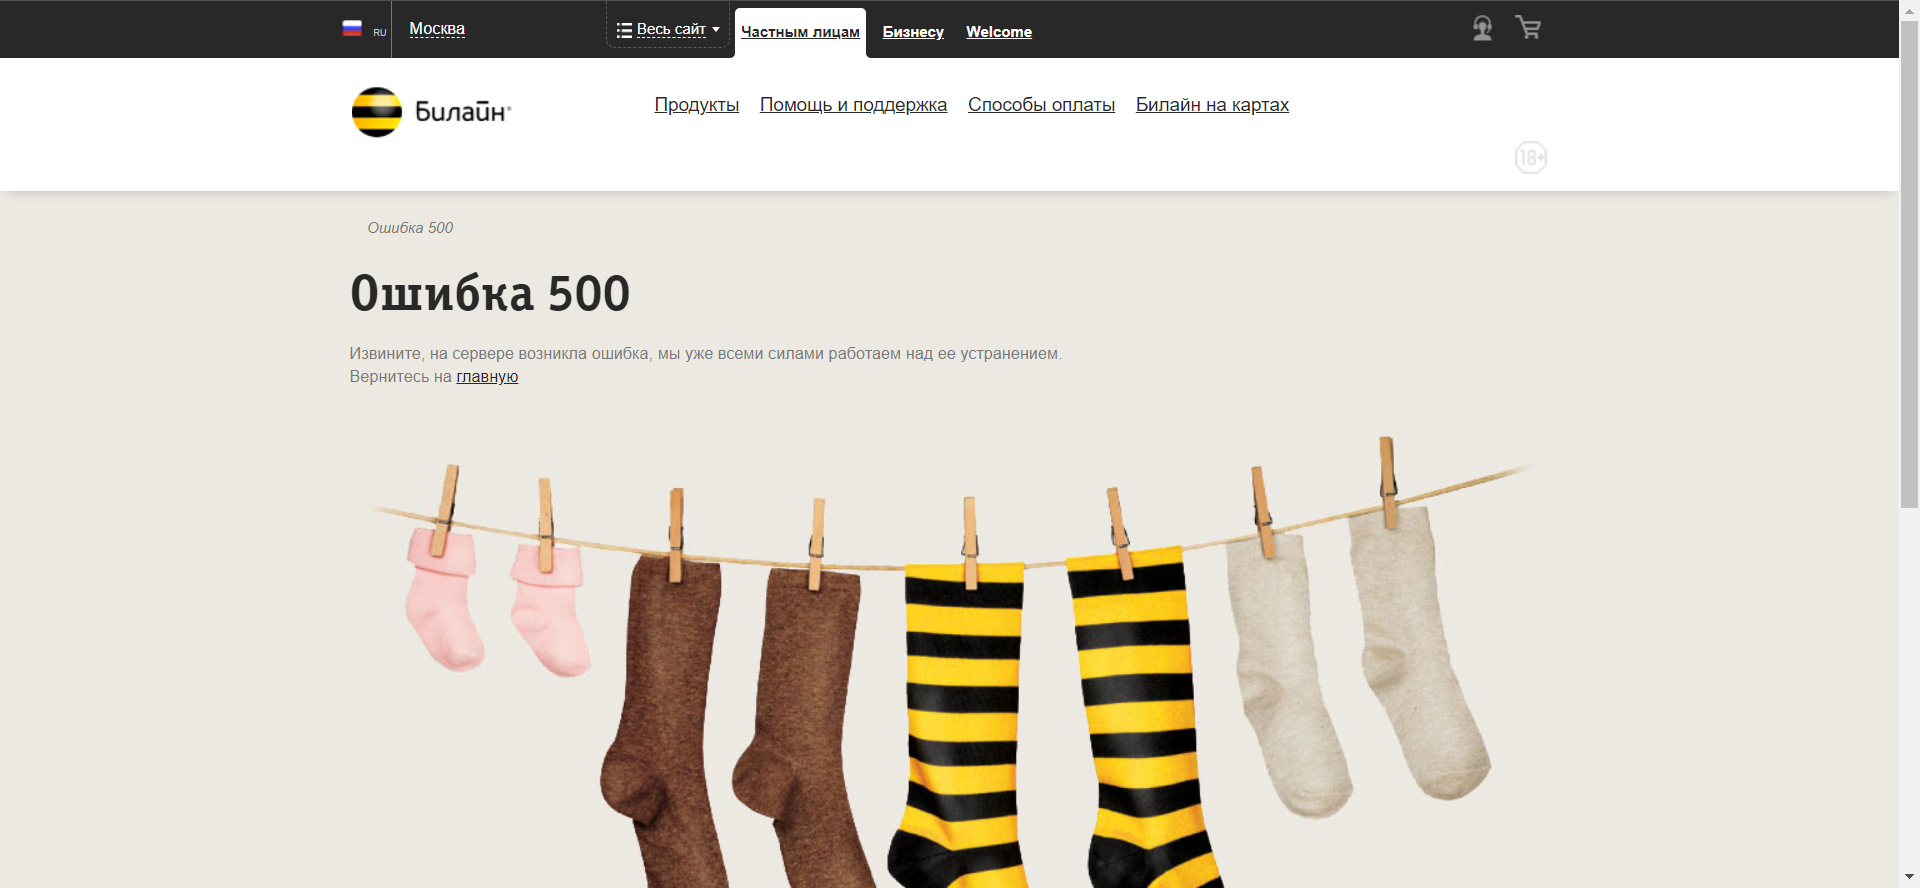 RU
Москва
Весь сайт
Частным лицам
Бизнесу
Welcome
Билайн®
Продукты
Помощь и поддержка
Способы оплаты
Билайн на картах
18+
Ошибка 500
Ошибка 500
Извините, на сервере возникла ошибка, мы уже всеми силами работаем над ее устранением.
Вернитесь на главную